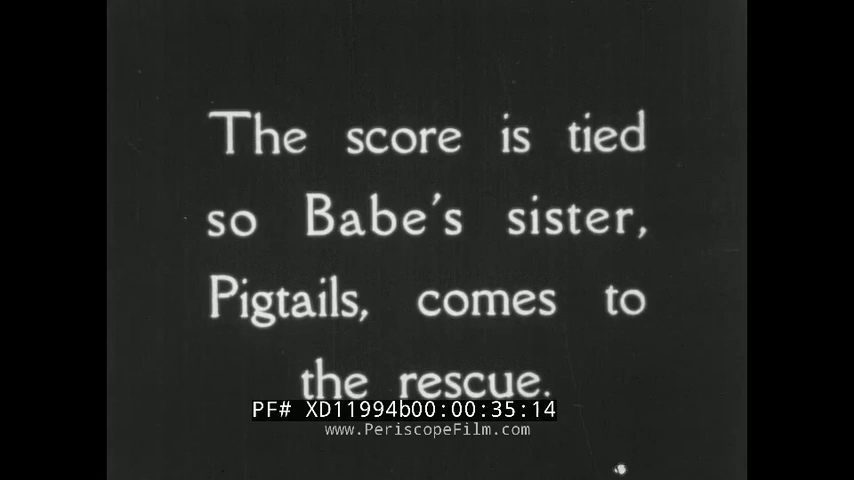 The score is tied
so Babe's sister,
Pigtails, comes to
the rescue.
PF# XD11994b00:00:35:14
www.PeriscopeFilm.com